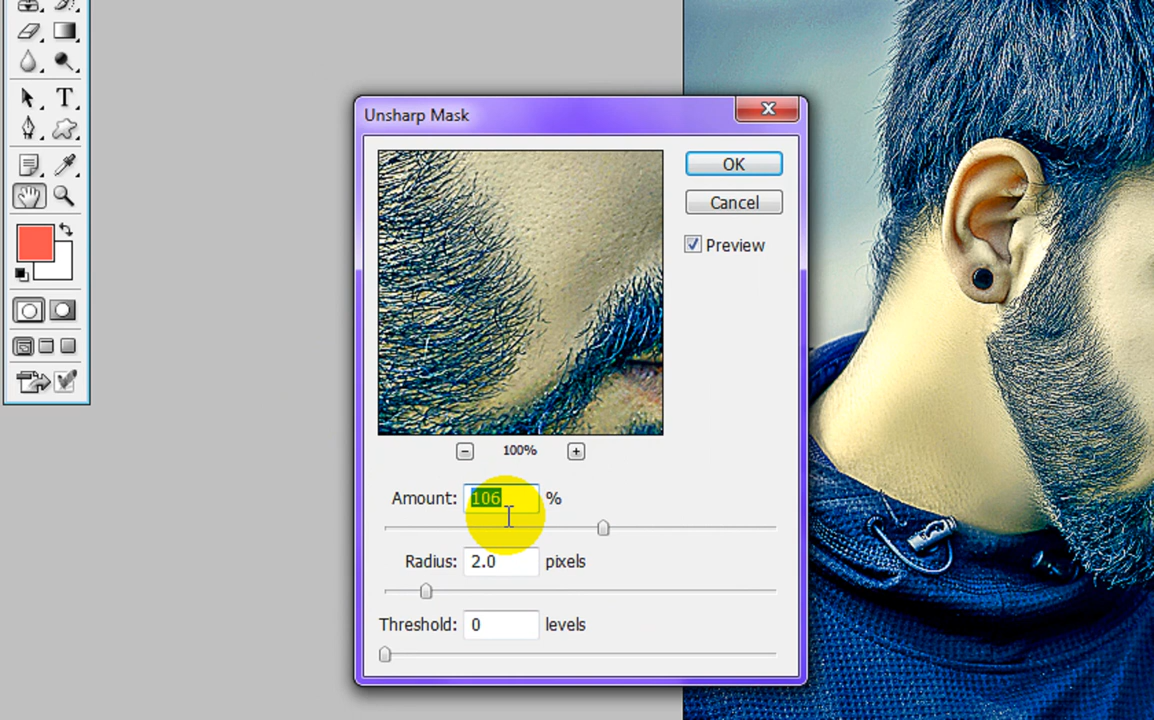 T
Unsharp Mask
OK
Cancel
Preview
100%
Amount: 106 %
Radius: 2.0 pixels
Threshold: 0 levels